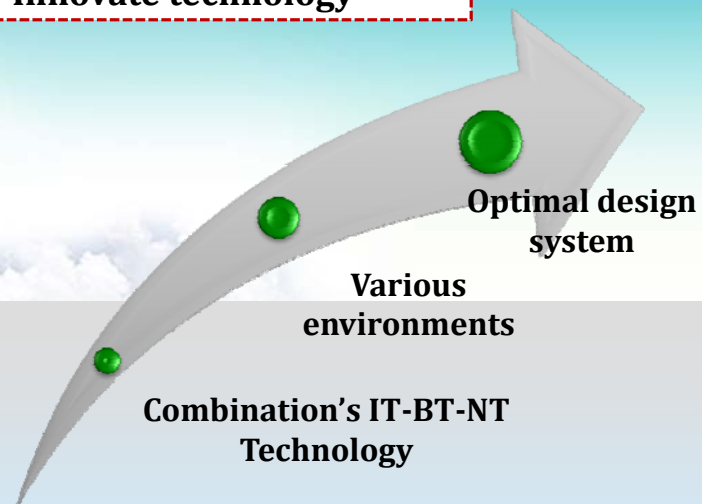 Innovate technology
Optimal design
system
Various
environments
Combination's IT-BT-NT
Technology